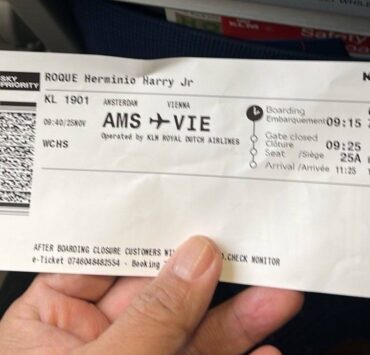 KLM
Safety
SKY
PRIORITY
ROQUE Herminio Harry Jr
KL 1901
AMSTERDAM VIENNA
09:40/25NOV
AMS VIE
Operated by KLM ROYAL DUTCH AIRLINES
WCHS
Boarding
Embarquement 09:15
Gate closed
Clôture 09:25
Seat /Siège 25A
Arrival /Arrivée 11:25
AFTER BOARDING CLOSURE CUSTOMERS CHECK MONITOR
e-Ticket 0746048482554 - Booking